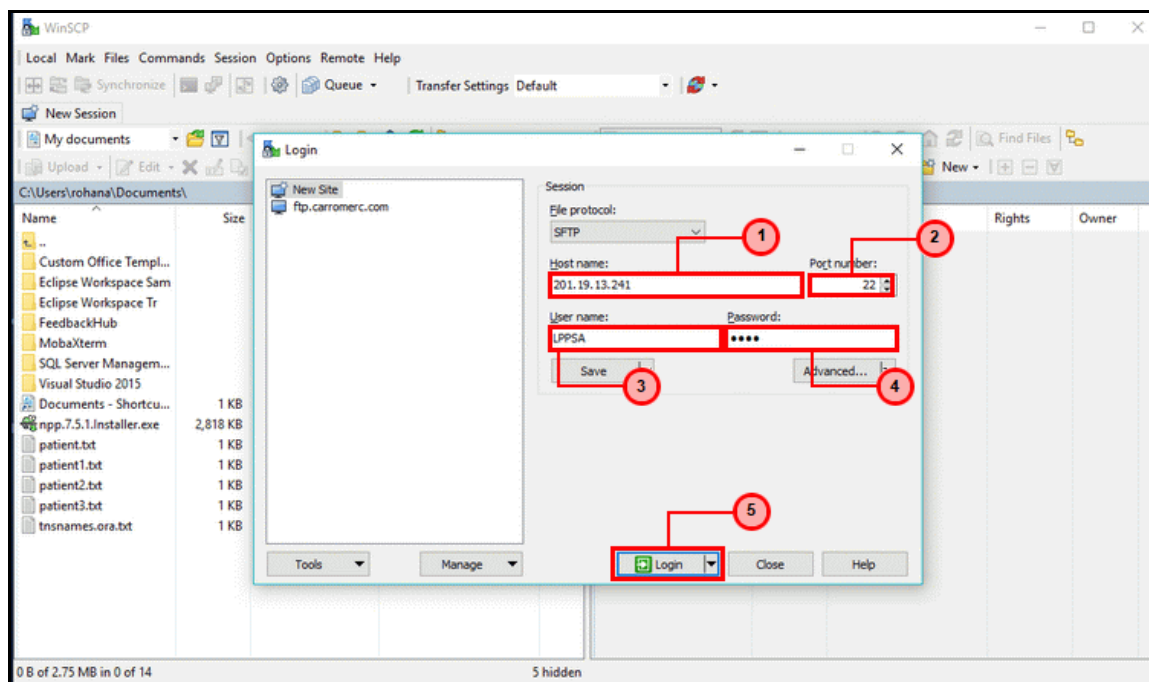 WinSCP
Local Mark Files Commands Session Options Remote Help
Synchronize Queue Transfer Settings Default
New Session
My documents Find Files
Upload Edit New
C:\Users\rohana\Documents\
Name Size Rights Owner
..
Custom Office Templ...
Eclipse Workspace Sam
Eclipse Workspace Tr
FeedbackHub
MobaXterm
SQL Server Managem...
Visual Studio 2015
Documents - Shortcu... 1 KB
npp.7.5.1.Installer.exe 2,818 KB
patient.txt 1 KB
patient1.txt 1 KB
patient2.txt 1 KB
patient3.txt 1 KB
tnsnames.ora.txt 1 KB
Login
New Site
ftp.carromerc.com
Session
File protocol:
SFTP
1
2
Host name: Port number:
201.19.13.241 22
User name: Password:
LPPSA ••••
Save Advanced...
3
4
5
Tools Manage Login Close Help
0 B of 2.75 MB in 0 of 14 5 hidden